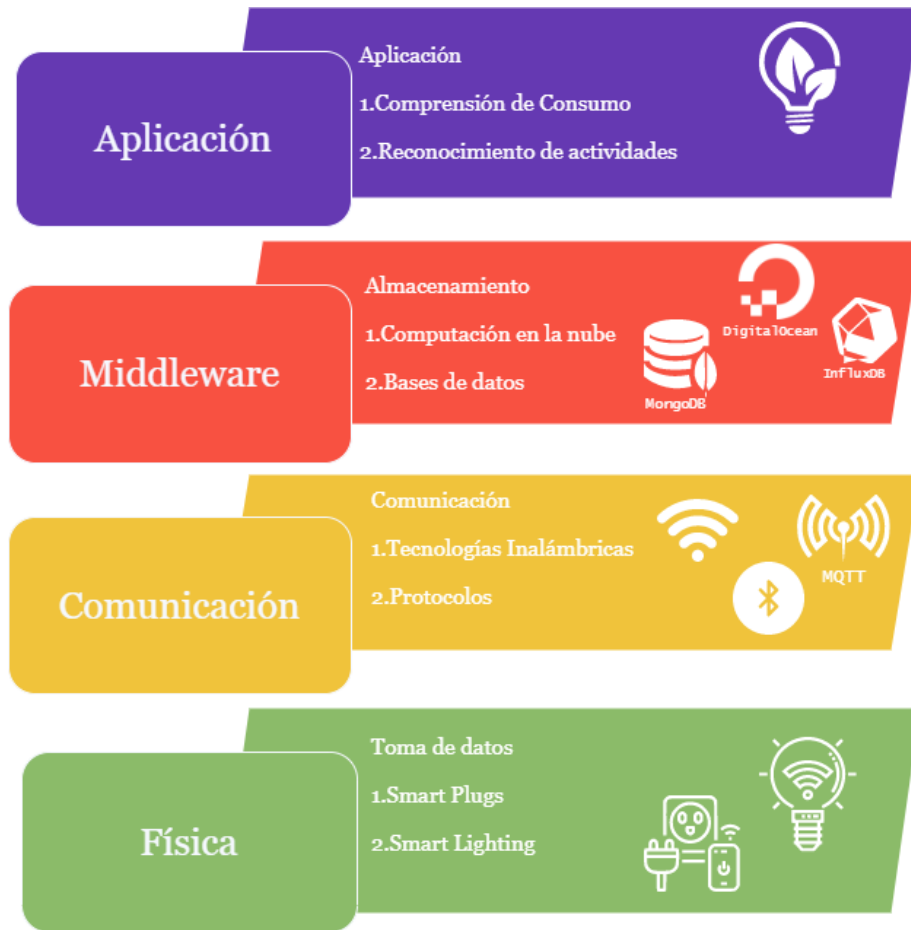 Aplicación
Aplicación
1.Comprensión de Consumo
2.Reconocimiento de actividades
Middleware
Almacenamiento
1.Computación en la nube
2.Bases de datos
DigitalOcean
InfluxDB
MongoDB
Comunicación
Comunicación
1.Tecnologías Inalámbricas
2.Protocolos
MQTT
Física
Toma de datos
1.Smart Plugs
2.Smart Lighting